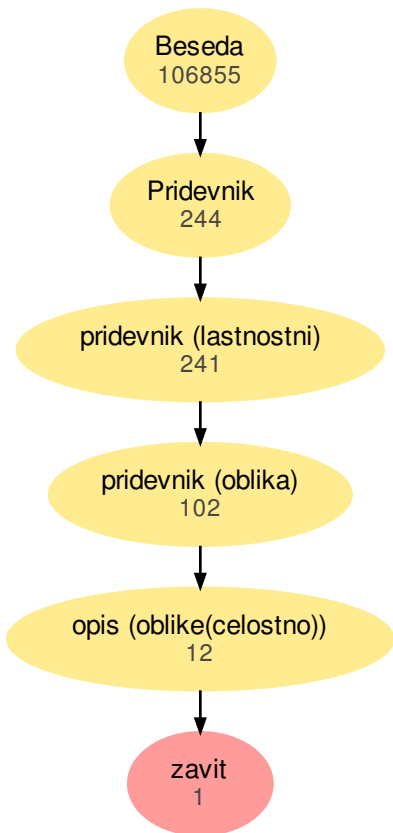 Beseda
106855
Pridevnik
244
pridevnik (lastnostni)
241
pridevnik (oblika)
102
opis (oblike(celostno))
12
zavit
1